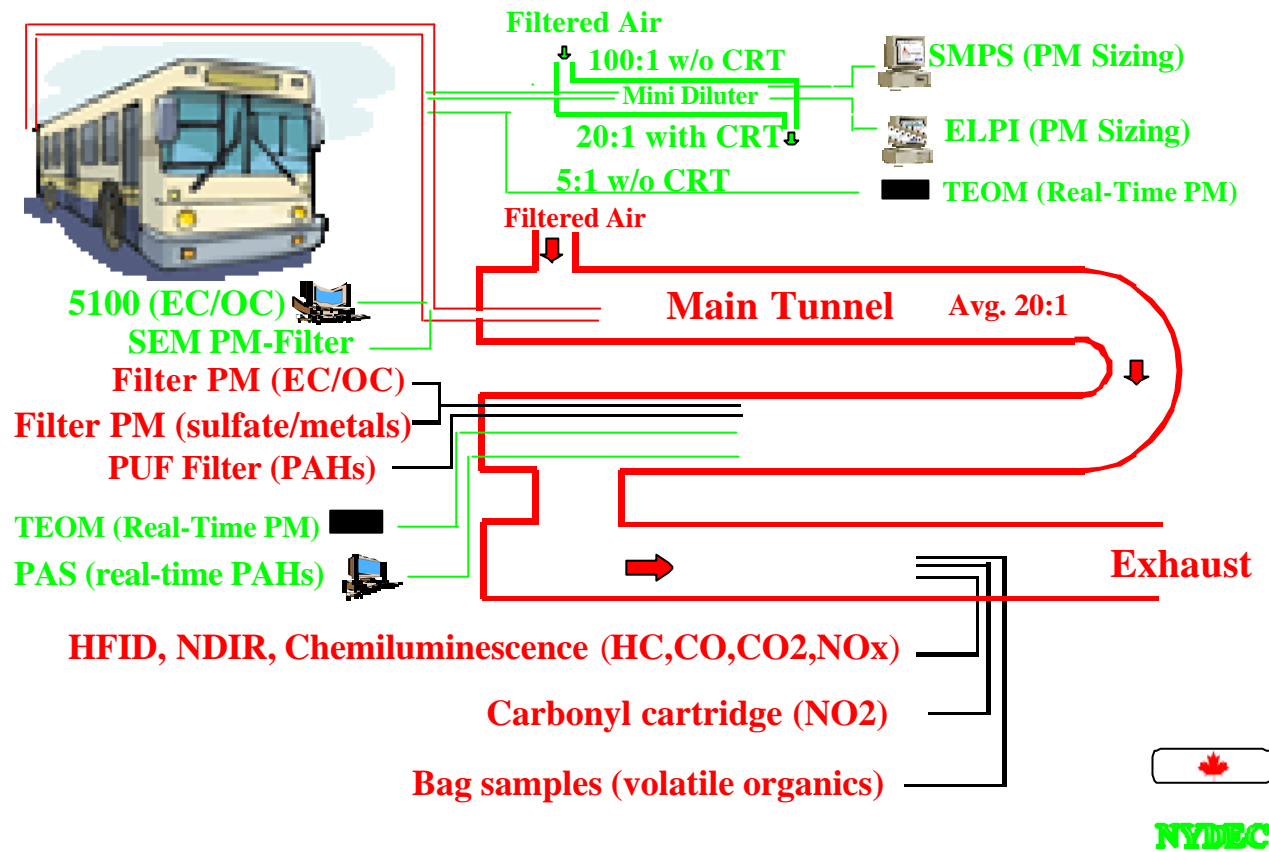 Filtered Air
100:1 w/o CRT
Mini Diluter
20:1 with CRT
5:1 w/o CRT
SMPS (PM Sizing)
ELPI (PM Sizing)
TEOM (Real-Time PM)
Filtered Air
Main Tunnel
Avg. 20:1
5100 (EC/OC)
SEM PM-Filter
Filter PM (EC/OC)
Filter PM (sulfate/metals)
PUF Filter (PAHs)
TEOM (Real-Time PM)
PAS (real-time PAHs)
Exhaust
HFID, NDIR, Chemiluminescence (HC,CO,CO2,NOx)
Carbonyl cartridge (NO2)
Bag samples (volatile organics)
NYDEC